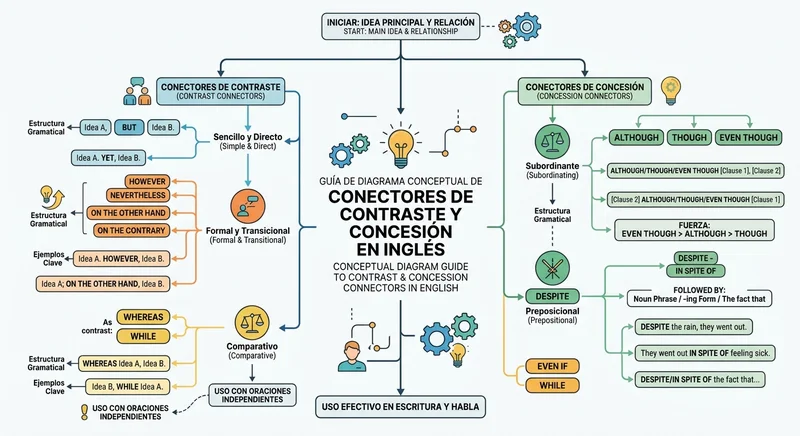 INICIAR: IDEA PRINCIPAL Y RELACIÓN
START: MAIN IDEA & RELATIONSHIP
CONECTORES DE CONTRASTE
(CONTRAST CONNECTORS)
Estructura
Gramatical
Idea A,
BUT
Idea B.
Idea A. YET, Idea B.
Sencillo y Directo
(Simple & Direct)
HOWEVER
NEVERTHELESS
ON THE OTHER HAND
ON THE CONTRARY
Estructura
Gramatical
Formal y Transicional
(Formal & Transitional)
Ejemplos
Clave
Idea A. HOWEVER, Idea B.
Idea A; ON THE OTHER HAND, Idea B.
As
contrast:
WHEREAS
WHILE
Comparativo
(Comparative)
Estructura
Gramatical
WHEREAS Idea A, Idea B.
Ejemplos
Clave
Idea B, WHILE Idea A.
USO CON ORACIONES
INDEPENDIENTES
USO CON ORACIONES
INDEPENDIENTES
GUÍA DE DIAGRAMA CONCEPTUAL DE
CONECTORES DE
CONTRASTE Y
CONCESIÓN
EN INGLÉS
CONCEPTUAL DIAGRAM GUIDE
TO CONTRAST & CONCESSION
CONNECTORS IN ENGLISH
USO EFECTIVO EN ESCRITURA Y HABLA
CONECTORES DE CONCESIÓN
(CONCESSION CONNECTORS)
Subordinante
(Subordinating)
ALTHOUGH
THOUGH
EVEN THOUGH
ALTHOUGH/THOUGH/EVEN THOUGH [Clause 1], [Clause 2]
[Clause 2] ALTHOUGH/THOUGH/EVEN THOUGH [Clause 1]
FUERZA:
EVEN THOUGH > ALTHOUGH > THOUGH
Estructura
Gramatical
DESPITE
Preposicional
(Prepositional)
DESPITE -
IN SPITE OF
FOLLOWED BY:
Noun Phrase / -ing Form / The fact that
DESPITE the rain, they went out.
They went out IN SPITE OF feeling sick.
DESPITE/IN SPITE OF the fact that...
EVEN IF
WHILE